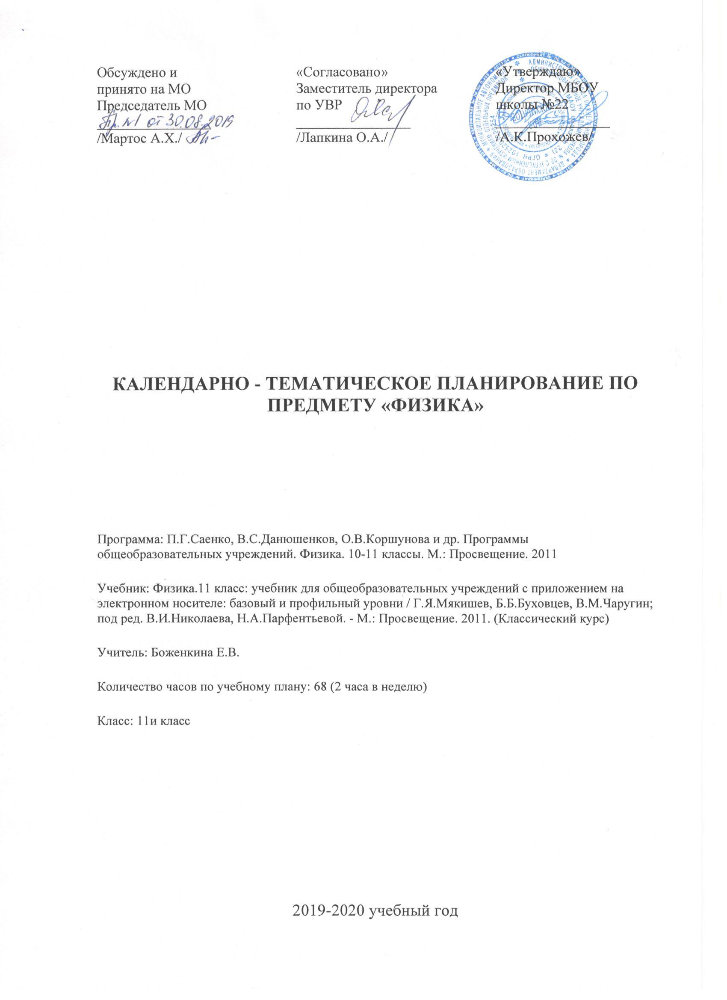 Обсуждено и
принято на МО
Председатель МО
Пр. №1 от 30.08.2019
/Мартос А.Х./
«Согласовано»
Заместитель директора
по УВР
/Лапкина О.А./
«Утверждаю»
Директор МБОУ
школы №22
/А.К.Прохожев/
КАЛЕНДАРНО - ТЕМАТИЧЕСКОЕ ПЛАНИРОВАНИЕ ПО
ПРЕДМЕТУ «ФИЗИКА»
Программа: П.Г.Саенко, В.С.Данюшенков, О.В.Коршунова и др. Программы
общеобразовательных учреждений. Физика. 10-11 классы. М.: Просвещение. 2011
Учебник: Физика.11 класс: учебник для общеобразовательных учреждений с приложением на
электронном носителе: базовый и профильный уровни / Г.Я.Мякишев, Б.Б.Буховцев, В.М.Чаругин;
под ред. В.И.Николаева, Н.А.Парфентьевой. - М.: Просвещение. 2011. (Классический курс)
Учитель: Боженкина Е.В.
Количество часов по учебному плану: 68 (2 часа в неделю)
Класс: 11и класс
2019-2020 учебный год